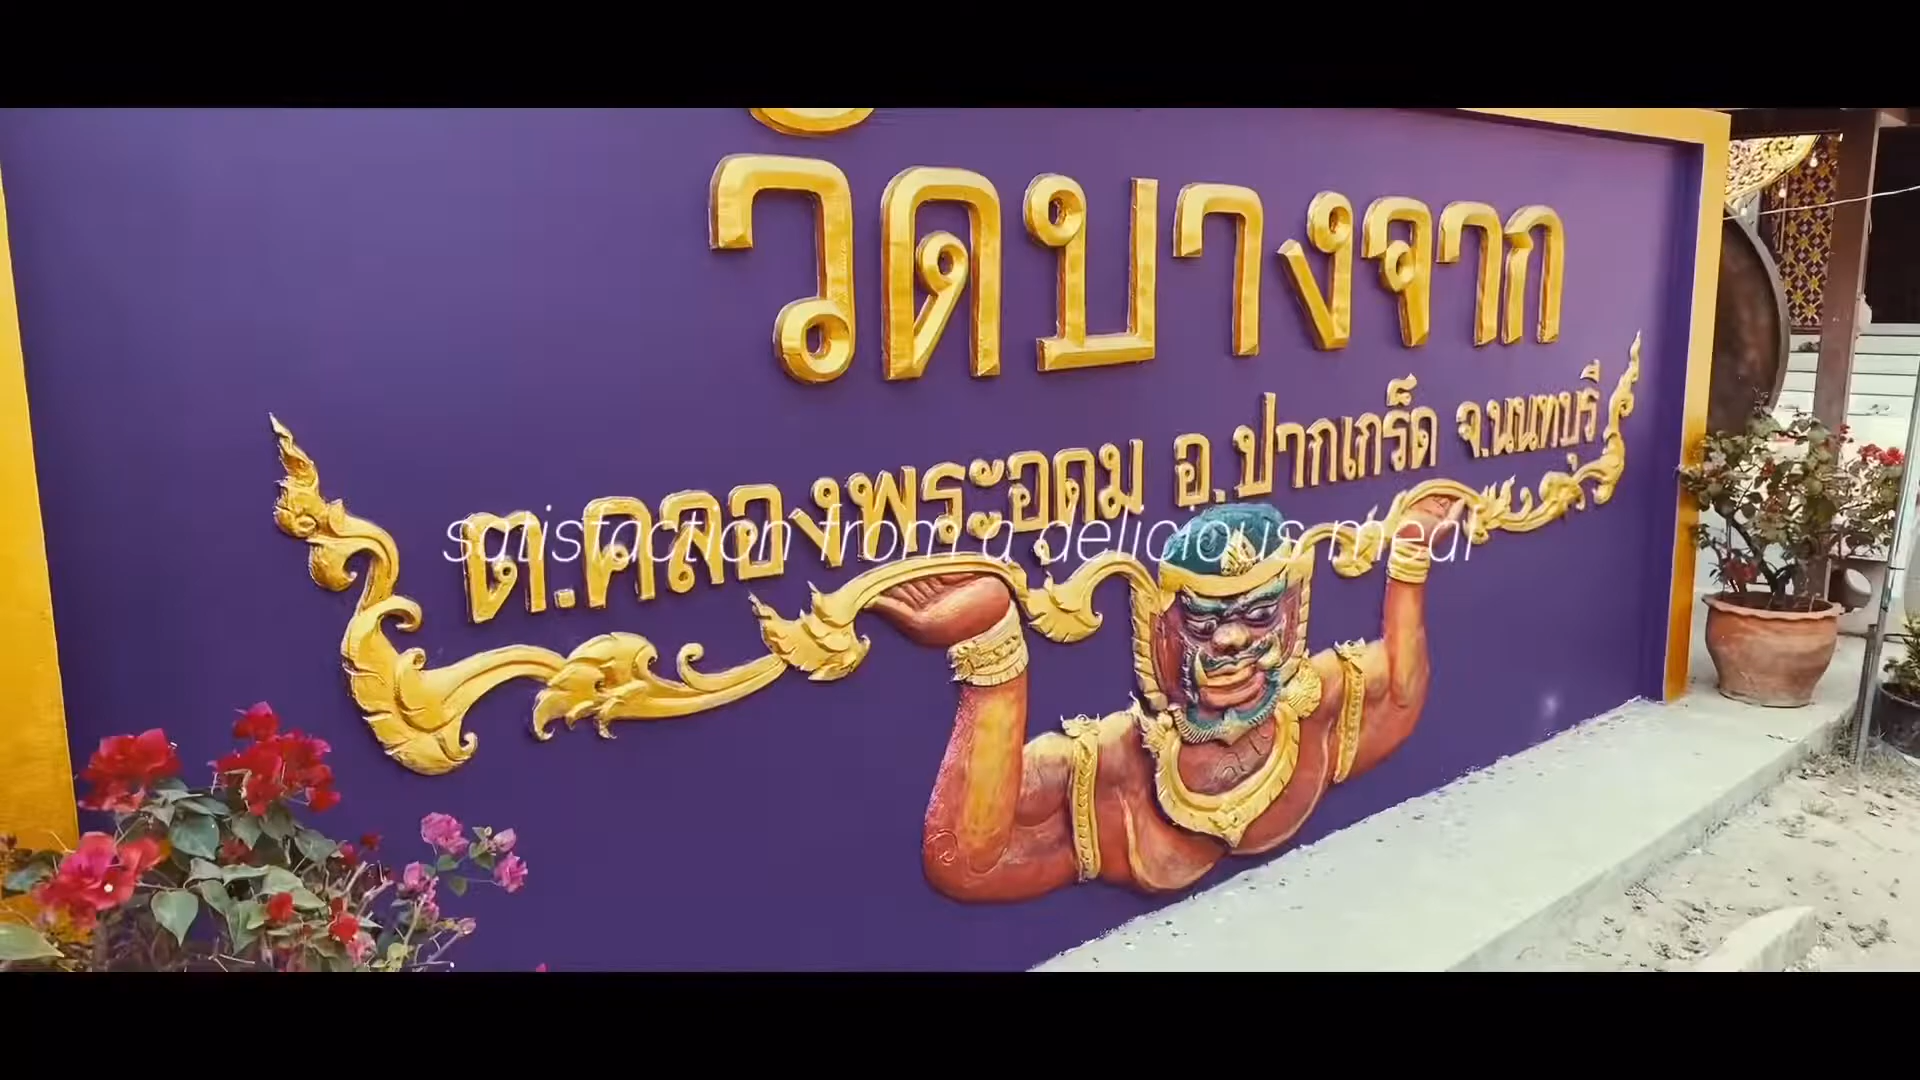 วัดบางจาก
ต.คลองพระอุดม อ.ปากเกร็ด จ.นนทบุรี
satisfaction from a delicious meal